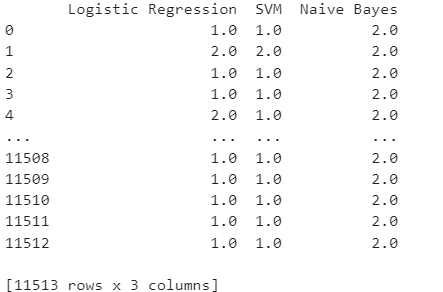 Logistic Regression SVM Naive Bayes
0 1.0 1.0 2.0
1 2.0 2.0 2.0
2 1.0 1.0 2.0
3 1.0 1.0 2.0
4 2.0 1.0 2.0
... ... ... ...
11508 1.0 1.0 2.0
11509 1.0 1.0 2.0
11510 1.0 1.0 2.0
11511 1.0 1.0 2.0
11512 1.0 1.0 2.0
[11513 rows x 3 columns]